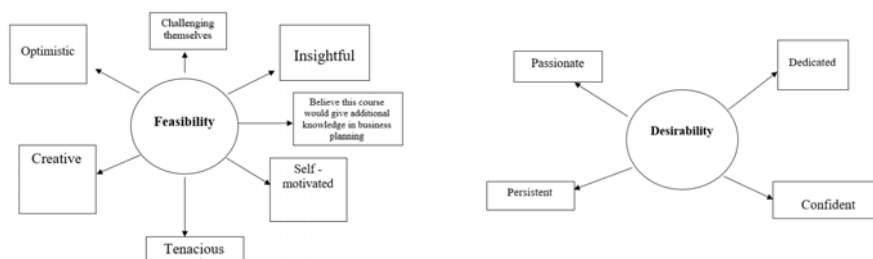 Challenging
themselves
Optimistic
Insightful
Feasibility
Believe this course
would give additional
knowledge in business
planning
Creative
Self -
motivated
Tenacious
Passionate
Dedicated
Desirability
Persistent
Confident